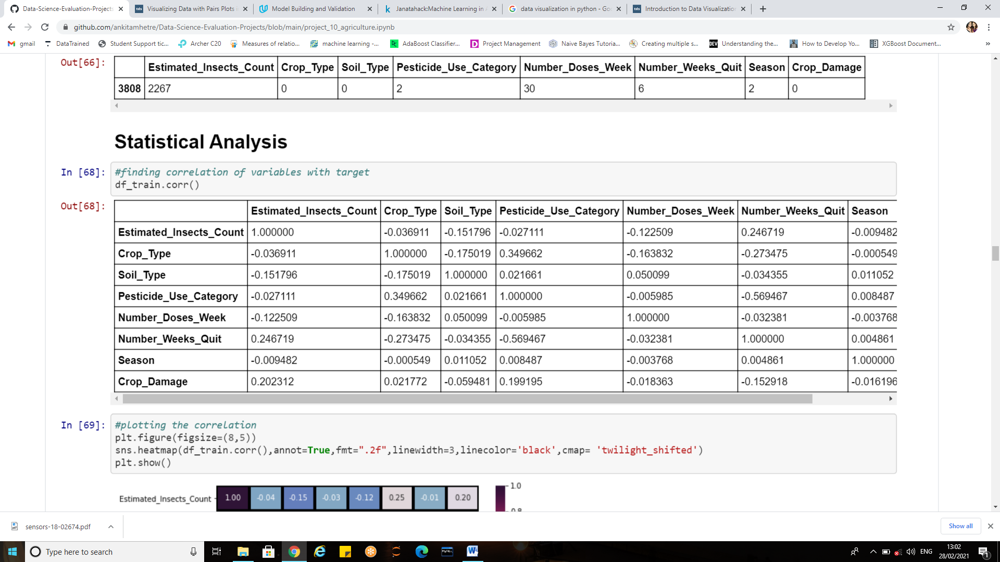 Data-Science-Evaluation-Projects
Visualizing Data with Pairs Plots i
Model Building and Validation
Janatahack:Machine Learning in A
data visualization in python - Goo
Introduction to Data Visualization
github.com/ankitamhetre/Data-Science-Evaluation-Projects/blob/main/project_10_agriculture.ipynb
gmail
DataTrained
Student Support tic...
Archer C20
Measures of relatio...
machine learning -...
AdaBoost Classifier...
Project Management
Naive Bayes Tutoria...
Creating multiple s...
DEV Understanding the...
How to Develop Yo...
XGBoost Document...
»
Out[66]:
Estimated_Insects_Count Crop_Type Soil_Type Pesticide_Use_Category Number_Doses_Week Number_Weeks_Quit Season Crop_Damage
3808 2267 0 0 2 30 6 2 0
Statistical Analysis
In [68]: #finding correlation of variables with target
df_train.corr()
Out[68]:
Estimated_Insects_Count Crop_Type Soil_Type Pesticide_Use_Category Number_Doses_Week Number_Weeks_Quit Season
Estimated_Insects_Count 1.000000 -0.036911 -0.151796 -0.027111 -0.122509 0.246719 -0.009482
Crop_Type -0.036911 1.000000 -0.175019 0.349662 -0.163832 -0.273475 -0.000549
Soil_Type -0.151796 -0.175019 1.000000 0.021661 0.050099 -0.034355 0.011052
Pesticide_Use_Category -0.027111 0.349662 0.021661 1.000000 -0.005985 -0.569467 0.008487
Number_Doses_Week -0.122509 -0.163832 0.050099 -0.005985 1.000000 -0.032381 -0.003768
Number_Weeks_Quit 0.246719 -0.273475 -0.034355 -0.569467 -0.032381 1.000000 0.004861
Season -0.009482 -0.000549 0.011052 0.008487 -0.003768 0.004861 1.000000
Crop_Damage 0.202312 0.021772 -0.059481 0.199195 -0.018363 -0.152918 -0.016196
In [69]: #plotting the correlation
plt.figure(figsize=(8,5))
sns.heatmap(df_train.corr(),annot=True,fmt=".2f",linewidth=3,linecolor='black',cmap= 'twilight_shifted')
plt.show()
Estimated_Insects_Count 1.00 -0.04 -0.15 -0.03 -0.12 0.25 -0.01 0.20
1.0
0.8
sensors-18-02674.pdf
Show all
Type here to search
ENG
13:02
28/02/2021
1